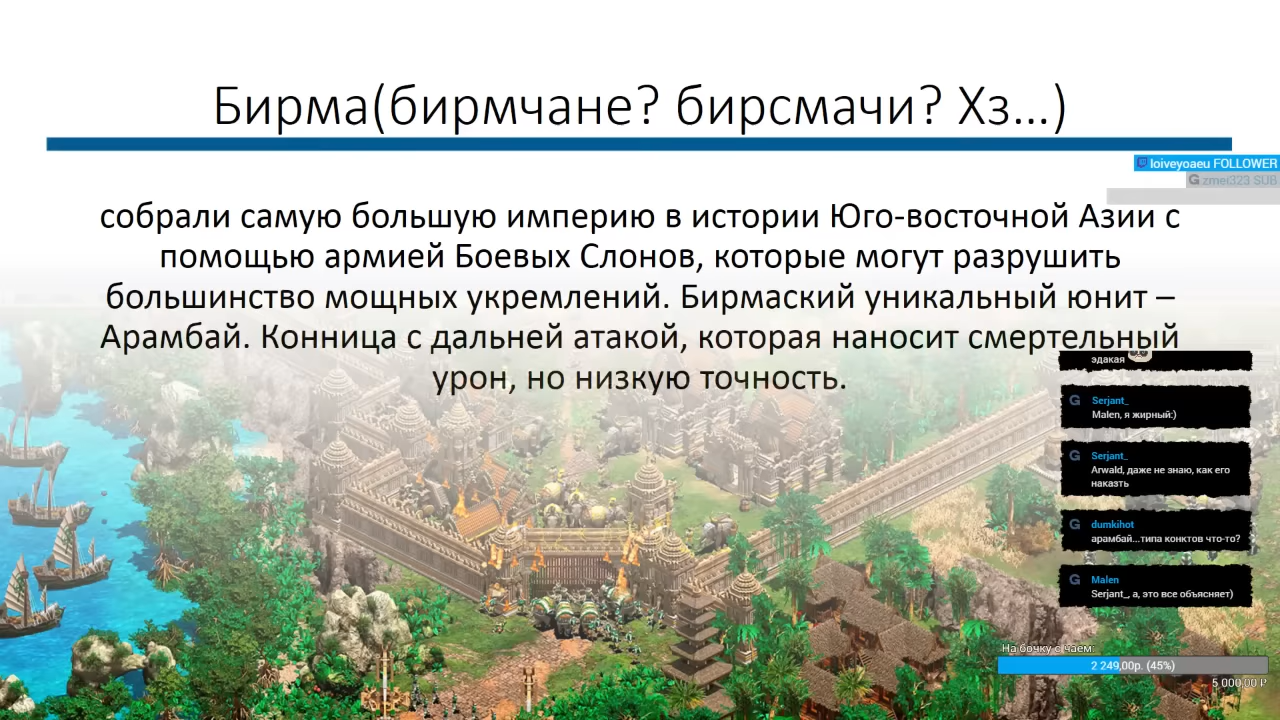 Бирма(бирмчане? бирсмачи? Хз...)
loiveyoaeu FOLLOWER
G zmei323 SUB
собрали самую большую империю в истории Юго-восточной Азии с
помощью армией Боевых Слонов, которые могут разрушить
большинство мощных укремлений. Бирмаский уникальный юнит –
Арамбай. Конница с дальней атакой, которая наносит смертельный
урон, но низкую точность.
эдакая
G Serjant_
Malen, я жирный:)
G Serjant_
Arwald, даже не знаю, как его
наказть
G dumkihot
арамбай...типа конктов что-то?
G Malen
Serjant_, а, это все объясняет)
На бочку с чаем:
2 249,00р. (45%)
5 000,00 ₽